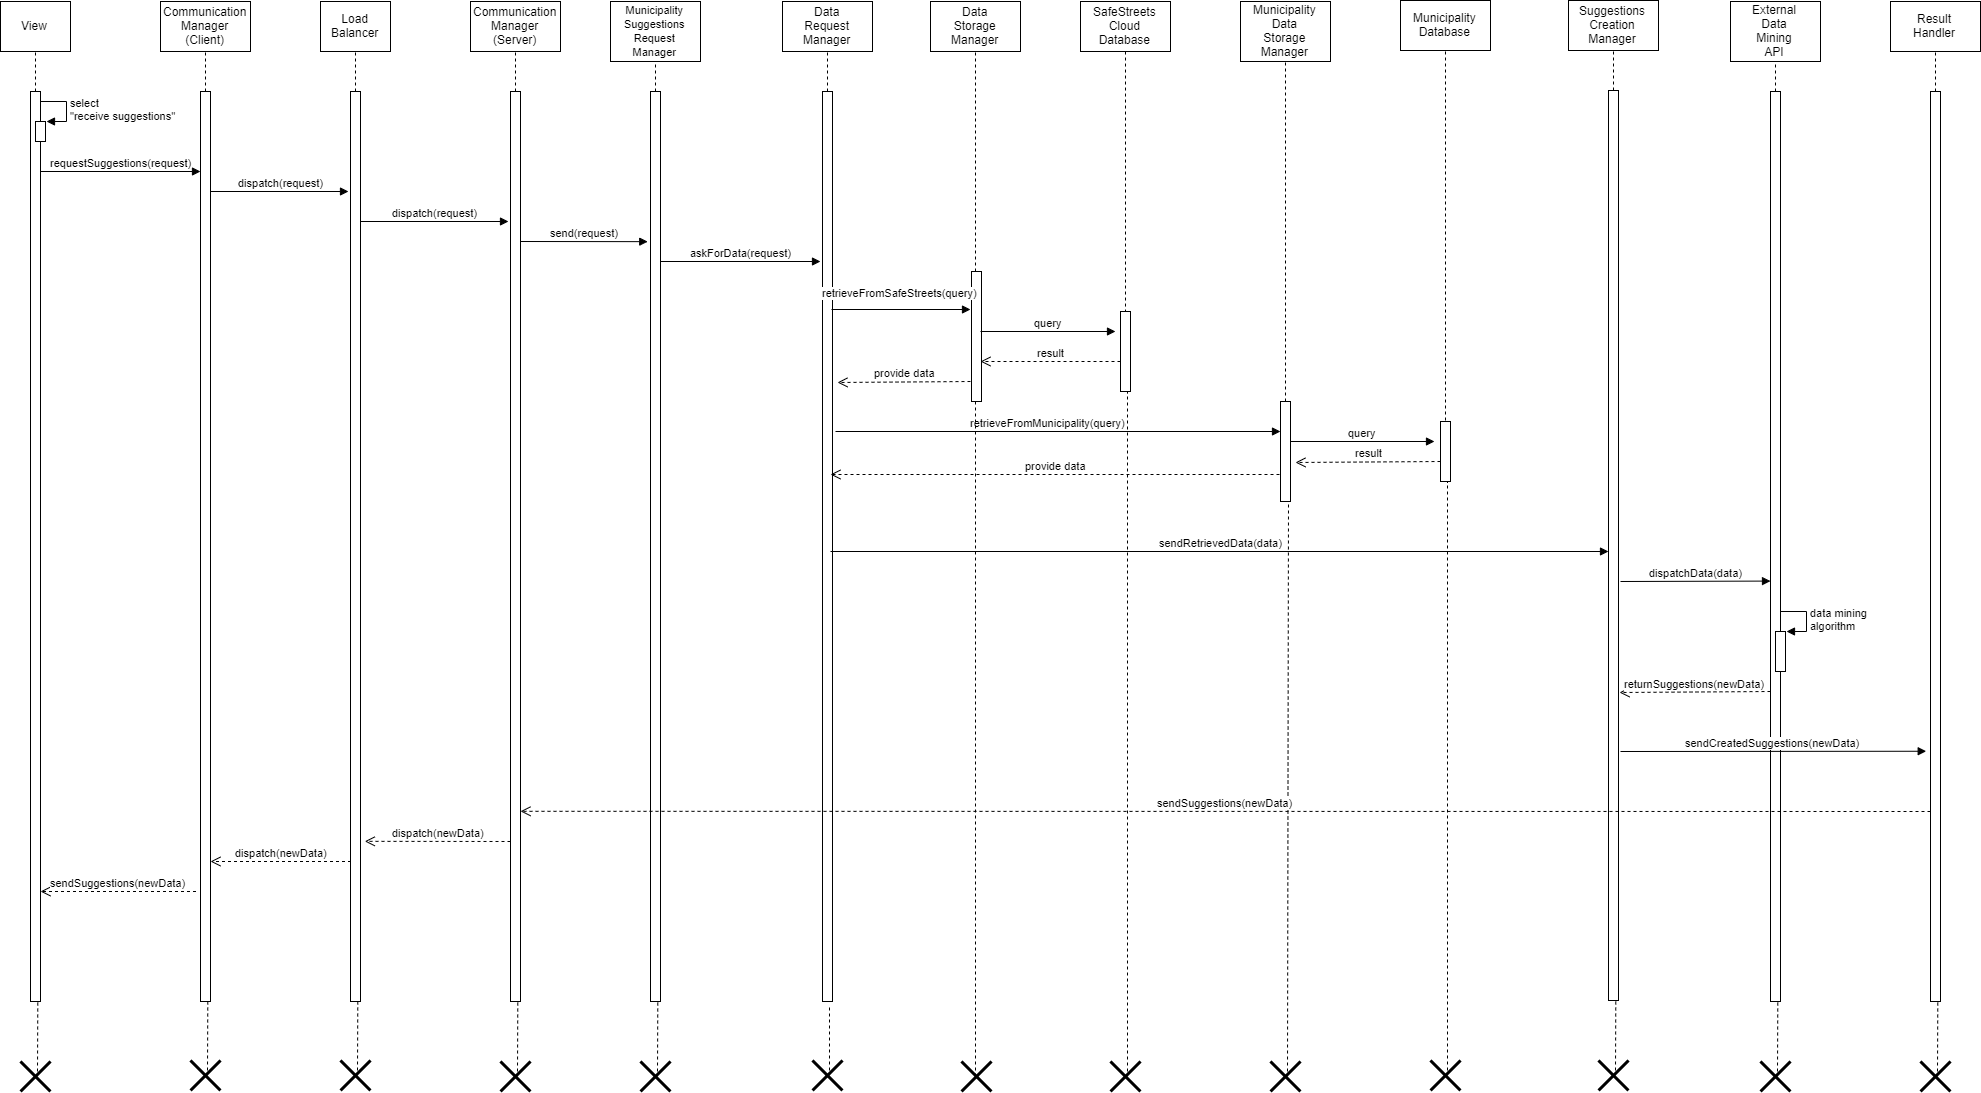 View
Communication
Manager
(Client)
Load
Balancer
Communication
Manager
(Server)
Municipality
Suggestions
Request
Manager
Data
Request
Manager
Data
Storage
Manager
SafeStreets
Cloud
Database
Municipality
Data
Storage
Manager
Municipality
Database
Suggestions
Creation
Manager
External
Data
Mining
API
Result
Handler
select
"receive suggestions"
requestSuggestions(request)
dispatch(request)
dispatch(request)
send(request)
askForData(request)
retrieveFromSafeStreets(query)
query
result
provide data
retrieveFromMunicipality(query)
query
result
provide data
sendRetrievedData(data)
dispatchData(data)
data mining
algorithm
returnSuggestions(newData)
sendCreatedSuggestions(newData)
sendSuggestions(newData)
dispatch(newData)
dispatch(newData)
sendSuggestions(newData)